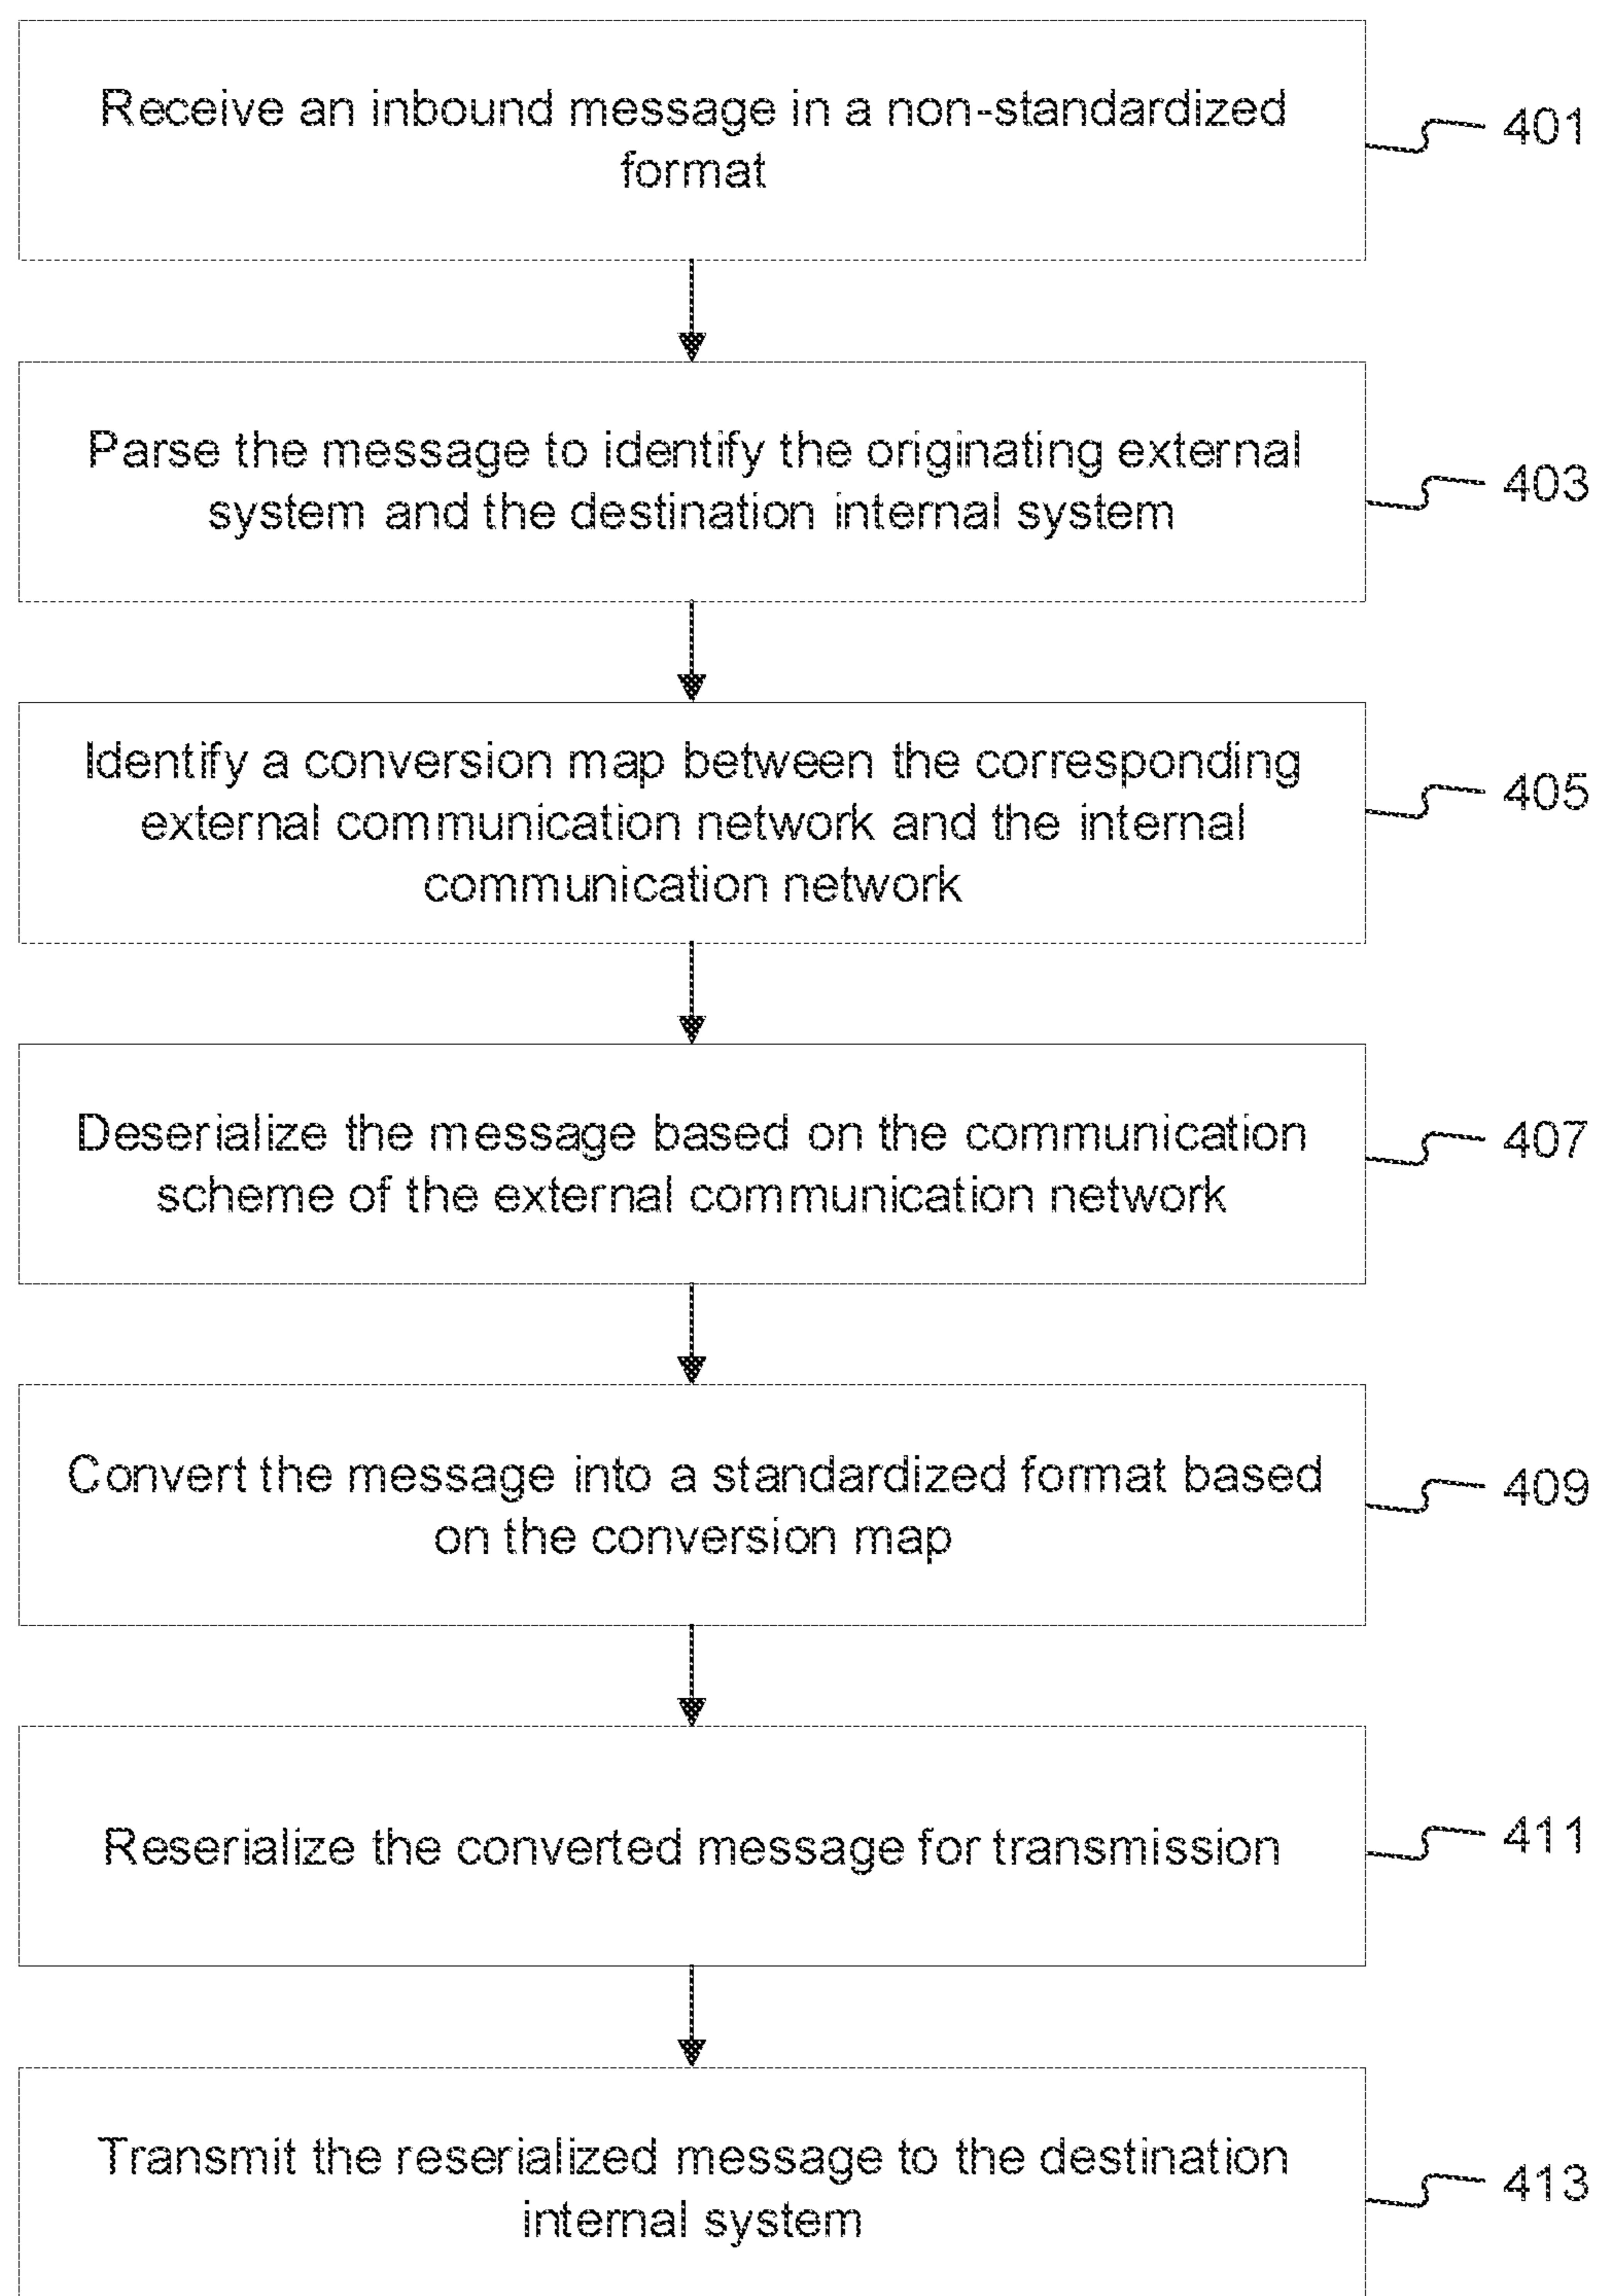 Receive an inbound message in a non-standardized
format
401
Parse the message to identify the originating external
system and the destination internal system
403
Identify a conversion map between the corresponding
external communication network and the internal
communication network
405
Deserialize the message based on the communication
scheme of the external communication network
407
Convert the message into a standardized format based
on the conversion map
409
Reserialize the converted message for transmission
411
Transmit the reserialized message to the destination
internal system
413